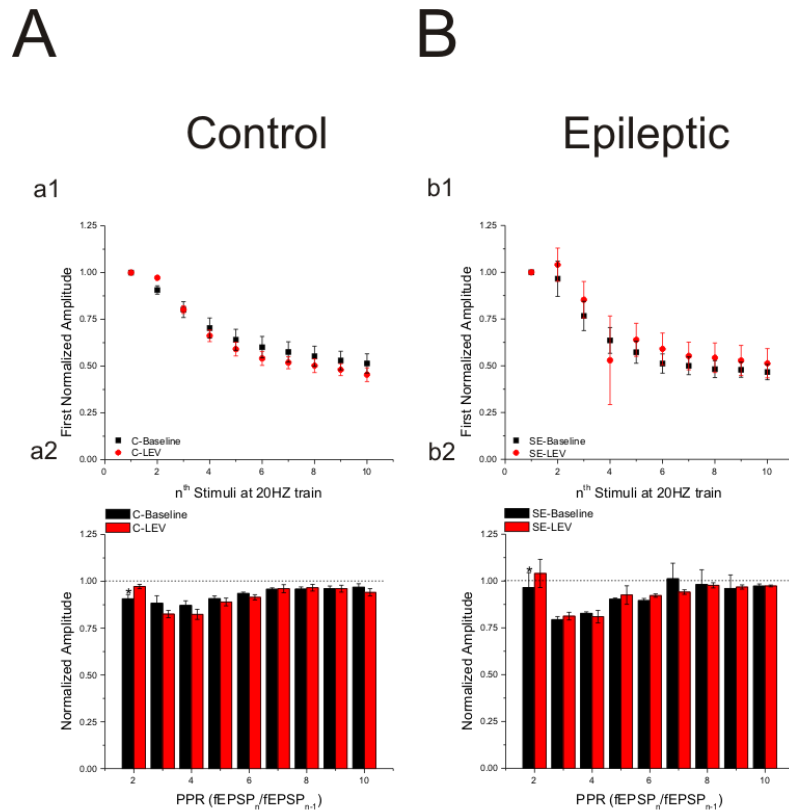 A
B
Control
Epileptic
a1
b1
First Normalized Amplitude
1.25
1.00
0.75
0.50
0.25
0.00
C-Baseline
C-LEV
0
2
4
6
8
10
nth Stimuli at 20HZ train
First Normalized Amplitude
1.25
1.00
0.75
0.50
0.25
0.00
SE-Baseline
SE-LEV
0
2
4
6
8
10
nth Stimuli at 20HZ train
a2
b2
C-Baseline
C-LEV
Normalized Amplitude
1.25
1.00
0.75
0.50
0.25
0.00
*
2
4
6
8
10
PPR (fEPSPn/fEPSPn-1)
SE-Baseline
SE-LEV
Normalized Amplitude
1.25
1.00
0.75
0.50
0.25
0.00
*
2
4
6
8
10
PPR (fEPSPn/fEPSPn-1)